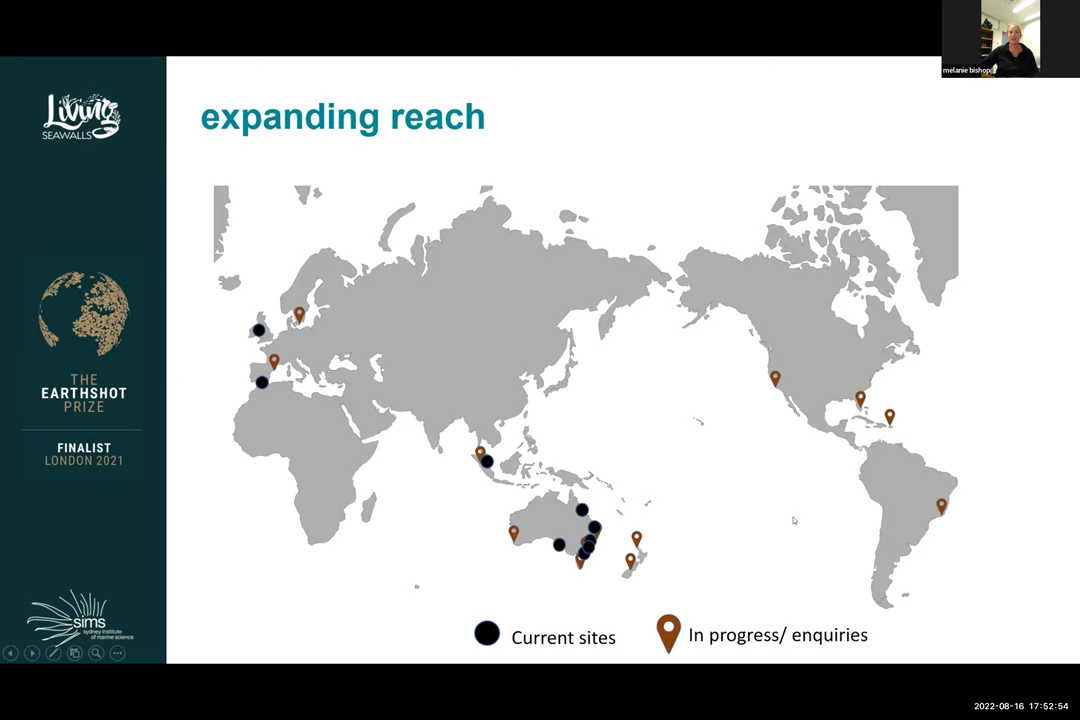 melanie bishop
Living
SEAWALLS
expanding reach
THE
EARTHSHOT
PRIZE
FINALIST
LONDON 2021
sims
sydney institute
of marine science
Current sites
In progress/ enquiries
2022-08-16 17:52:54